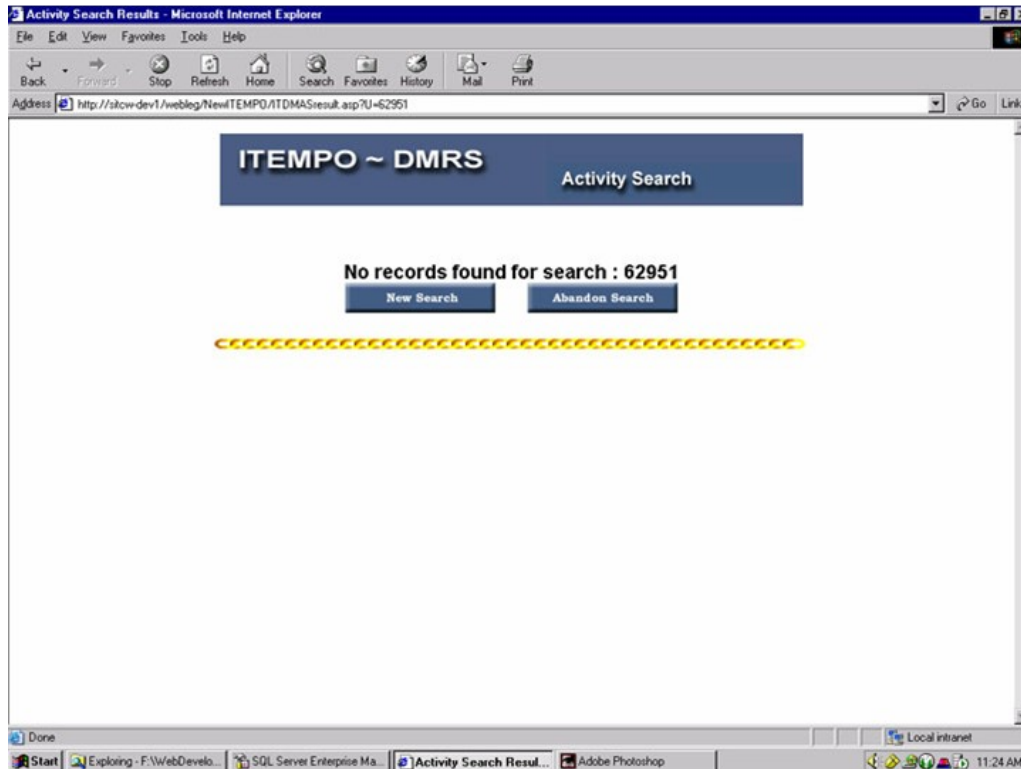 Activity Search Results - Microsoft Internet Explorer
File Edit View Favorites Tools Help
Back Forward Stop Refresh Home Search Favorites History Mail Print
Address http://sitcw-dev1/webleg/NewITEMPO/ITDMASresult.asp?U=62951 Go Link
ITEMPO ~ DMRS
Activity Search
No records found for search : 62951
New Search Abandon Search
Done Local intranet
Start Exploring - F:\WebDevelo... SQL Server Enterprise Ma... Activity Search Resul... Adobe Photoshop 11:24 AM